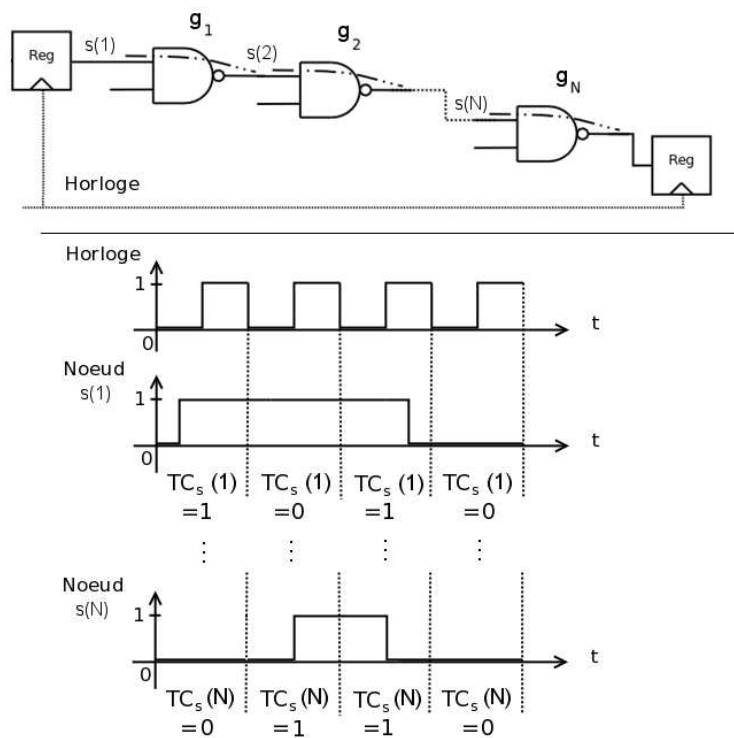 g1
g2
gN
Reg
s(1)
s(2)
s(N)
Reg
Horloge
Horloge
1
0
t
Noeud
s(1)
1
0
t
TCs (1) TCs (1) TCs (1) TCs (1)
=1 =0 =1 =0
⋮ ⋮ ⋮ ⋮
Noeud
s(N)
1
0
t
TCs (N) TCs (N) TCs (N) TCs (N)
=0 =1 =1 =0